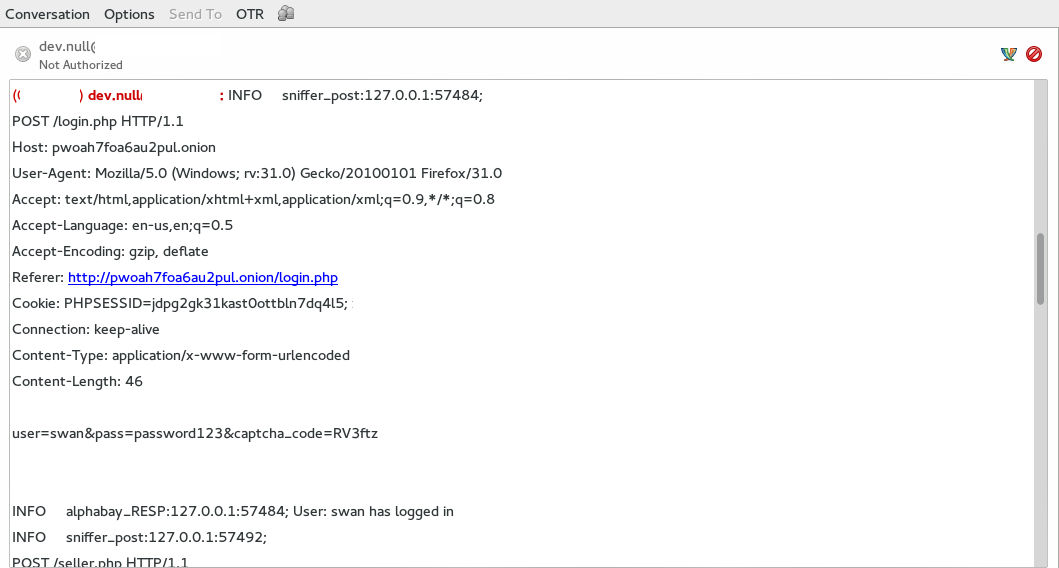 Conversation Options Send To OTR
dev.null@
Not Authorized
) dev.null : INFO sniffer_post:127.0.0.1:57484;
POST /login.php HTTP/1.1
Host: pwoah7foa6au2pul.onion
User-Agent: Mozilla/5.0 (Windows; rv:31.0) Gecko/20100101 Firefox/31.0
Accept: text/html,application/xhtml+xml,application/xml;q=0.9,*/*;q=0.8
Accept-Language: en-us,en;q=0.5
Accept-Encoding: gzip, deflate
Referer: http://pwoah7foa6au2pul.onion/login.php
Cookie: PHPSESSID=jdpg2gk31kast0ottbln7dq4l5;
Connection: keep-alive
Content-Type: application/x-www-form-urlencoded
Content-Length: 46
user=swan&pass=password123&captcha_code=RV3ftz
INFO alphabay_RESP:127.0.0.1:57484; User: swan has logged in
INFO sniffer_post:127.0.0.1:57492;
POST /seller.php HTTP/1.1